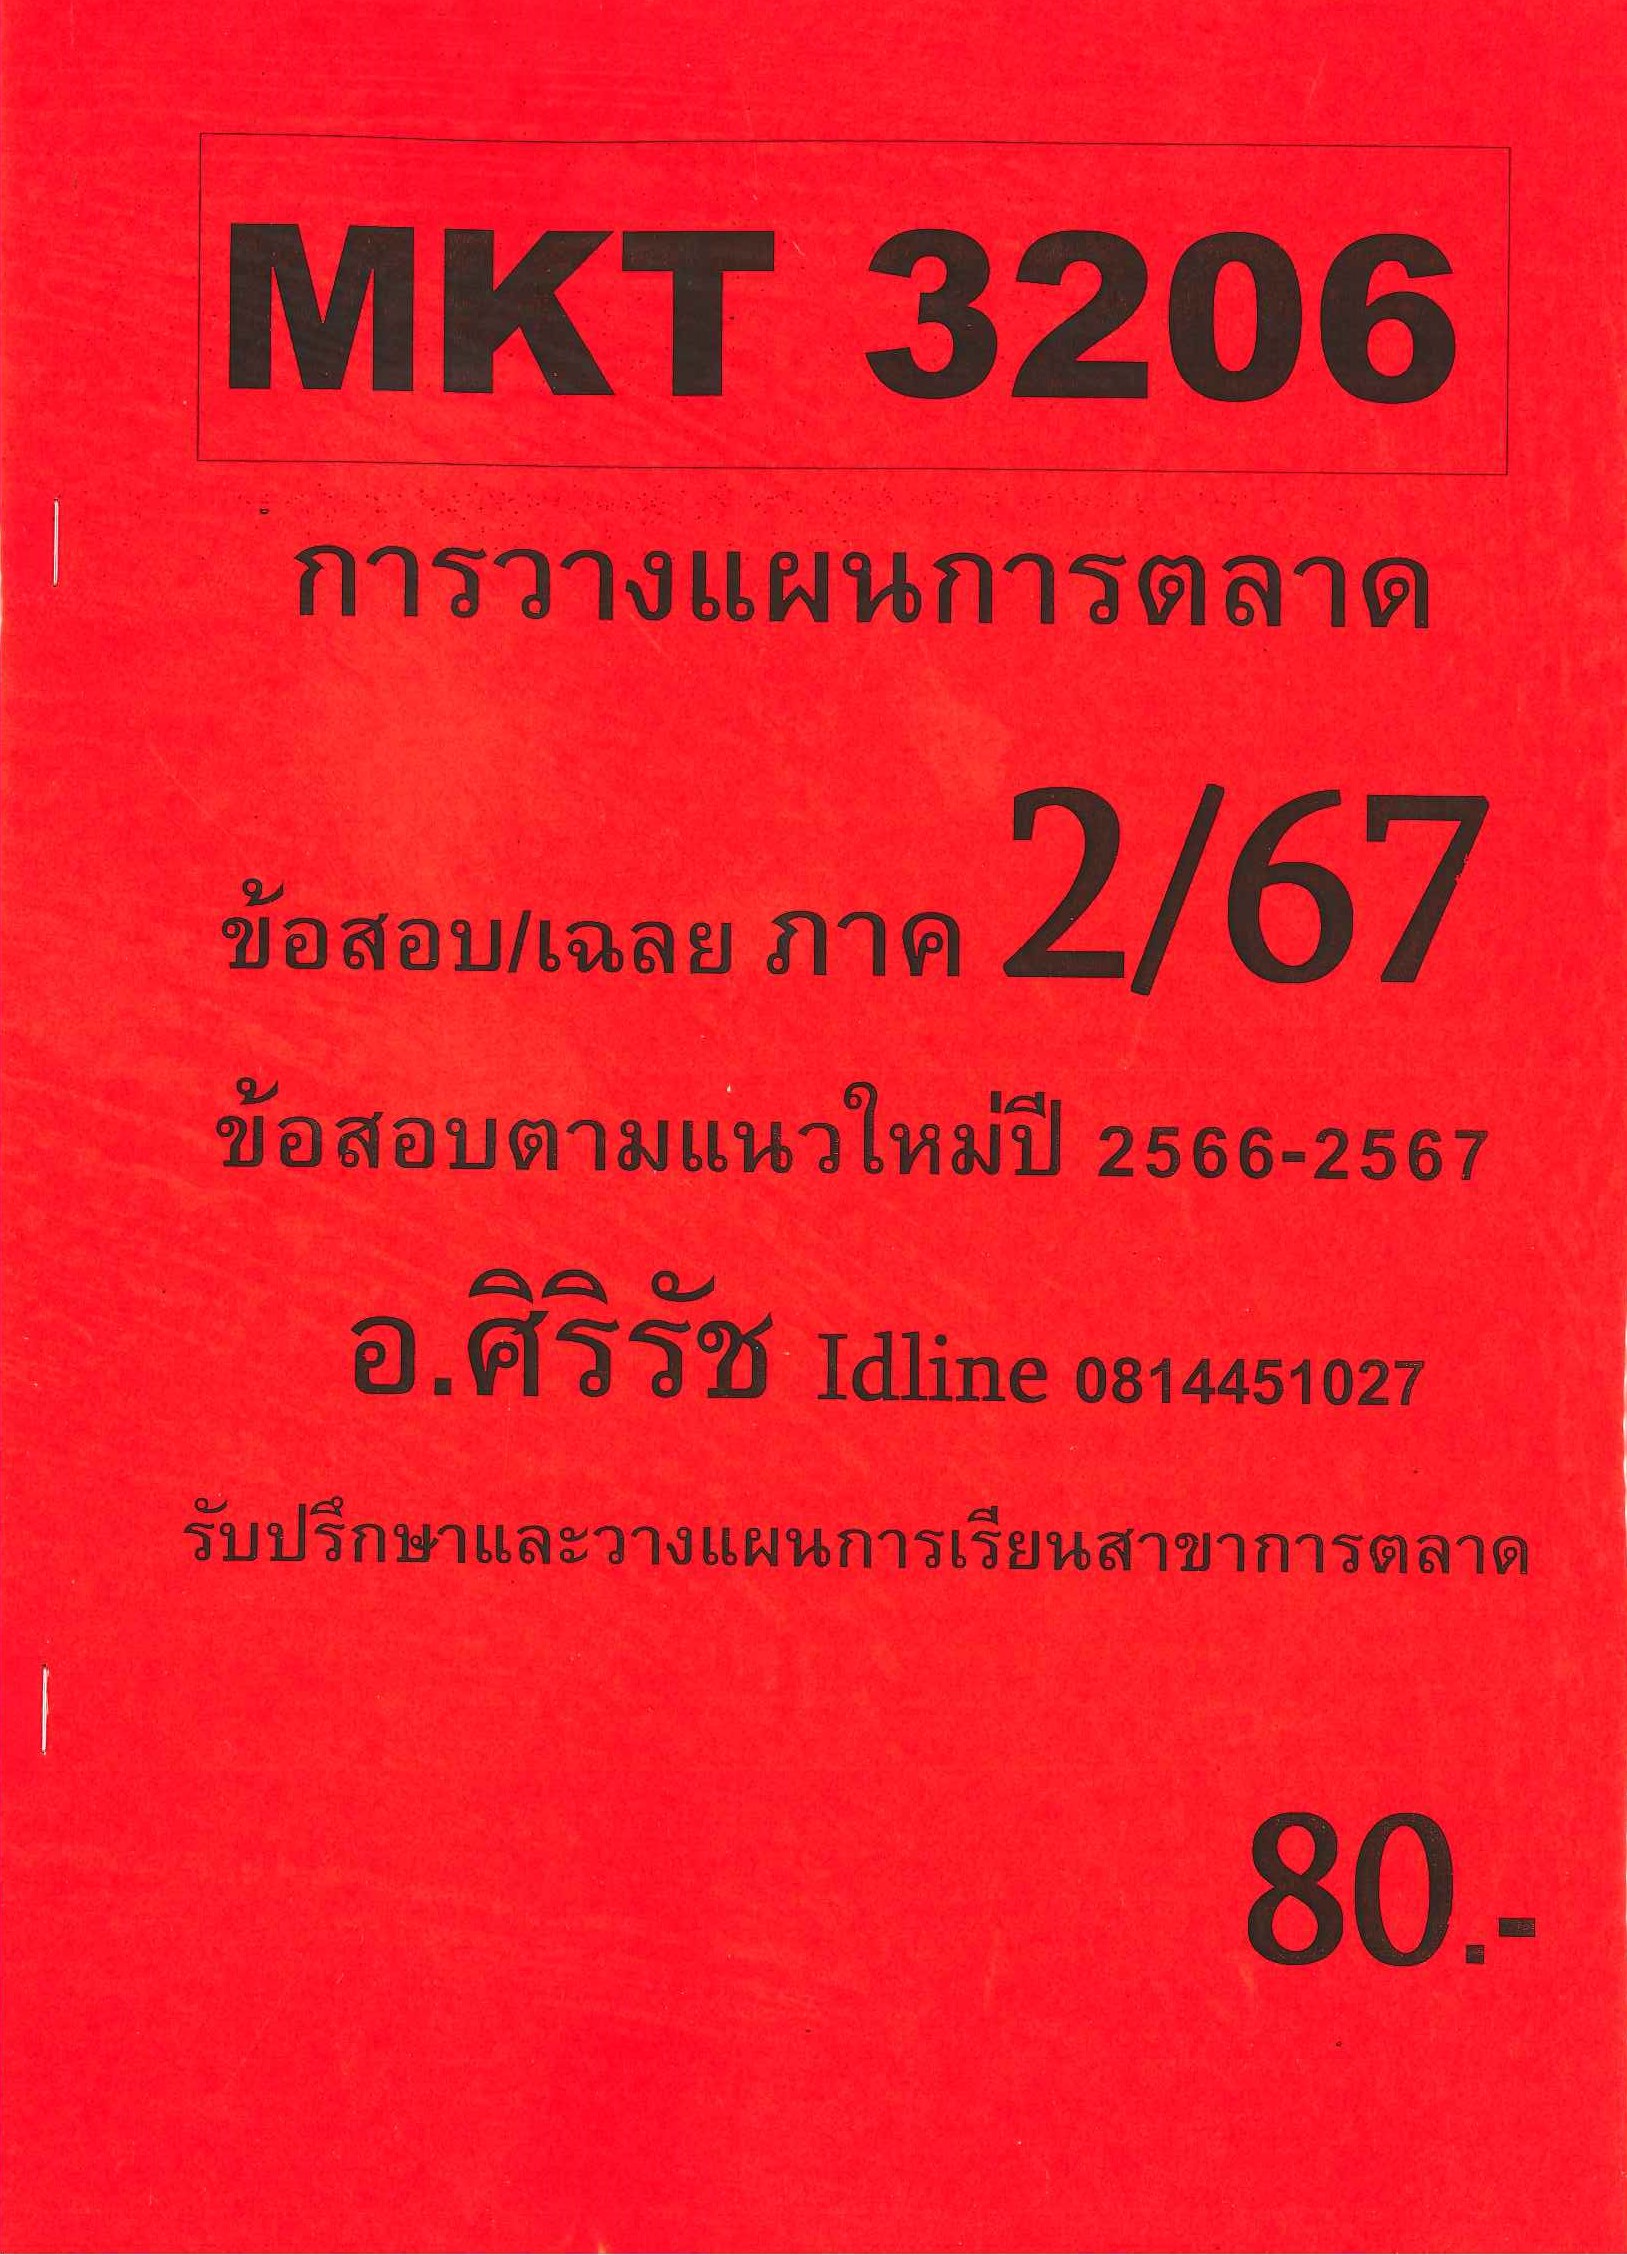 MKT 3206
การวางแผนการตลาด
ข้อสอบ/เฉลย ภาค 2/67
ข้อสอบตามแนวใหม่ปี 2566-2567
อ.ศิริรัช Idline 0814451027
รับปรึกษาและวางแผนการเรียนสาขาการตลาด
80.-